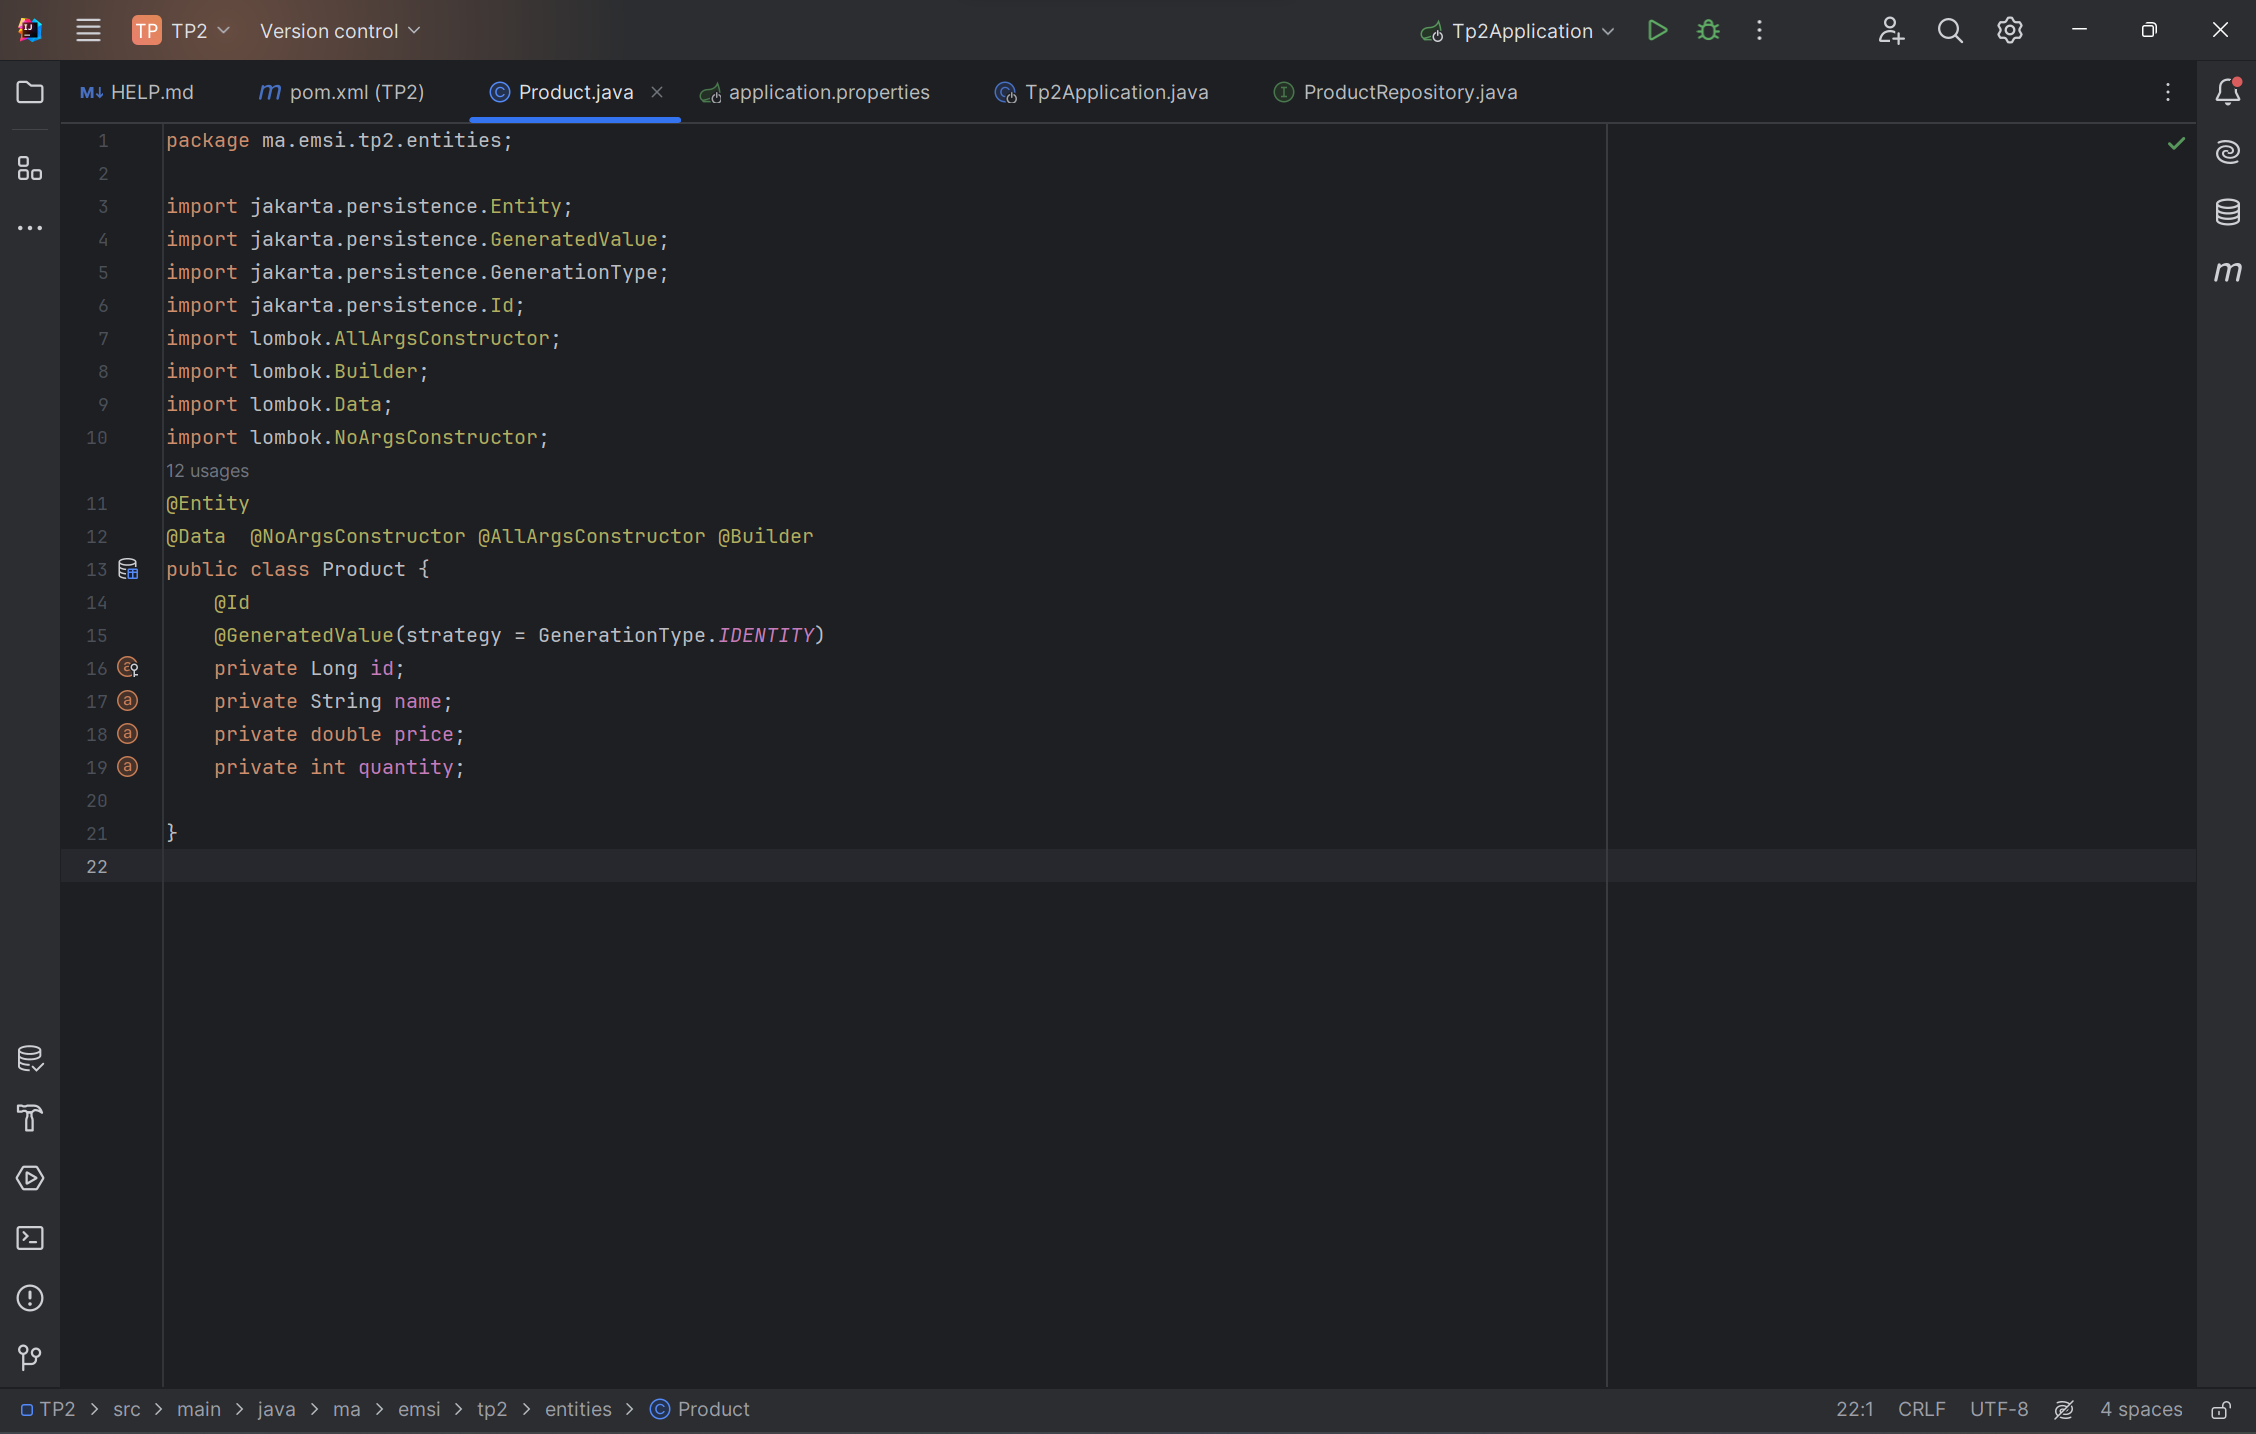 TP TP2 Version control Tp2Application
M↓ HELP.md m pom.xml (TP2) Product.java application.properties Tp2Application.java ProductRepository.java
1 package ma.emsi.tp2.entities;
2
3 import jakarta.persistence.Entity;
4 import jakarta.persistence.GeneratedValue;
5 import jakarta.persistence.GenerationType;
6 import jakarta.persistence.Id;
7 import lombok.AllArgsConstructor;
8 import lombok.Builder;
9 import lombok.Data;
10 import lombok.NoArgsConstructor;
12 usages
11 @Entity
12 @Data  @NoArgsConstructor @AllArgsConstructor @Builder
13 public class Product {
14     @Id
15     @GeneratedValue(strategy = GenerationType.IDENTITY)
16     private Long id;
17     private String name;
18     private double price;
19     private int quantity;
20
21 }
22
TP2 > src > main > java > ma > emsi > tp2 > entities > Product 22:1 CRLF UTF-8 4 spaces